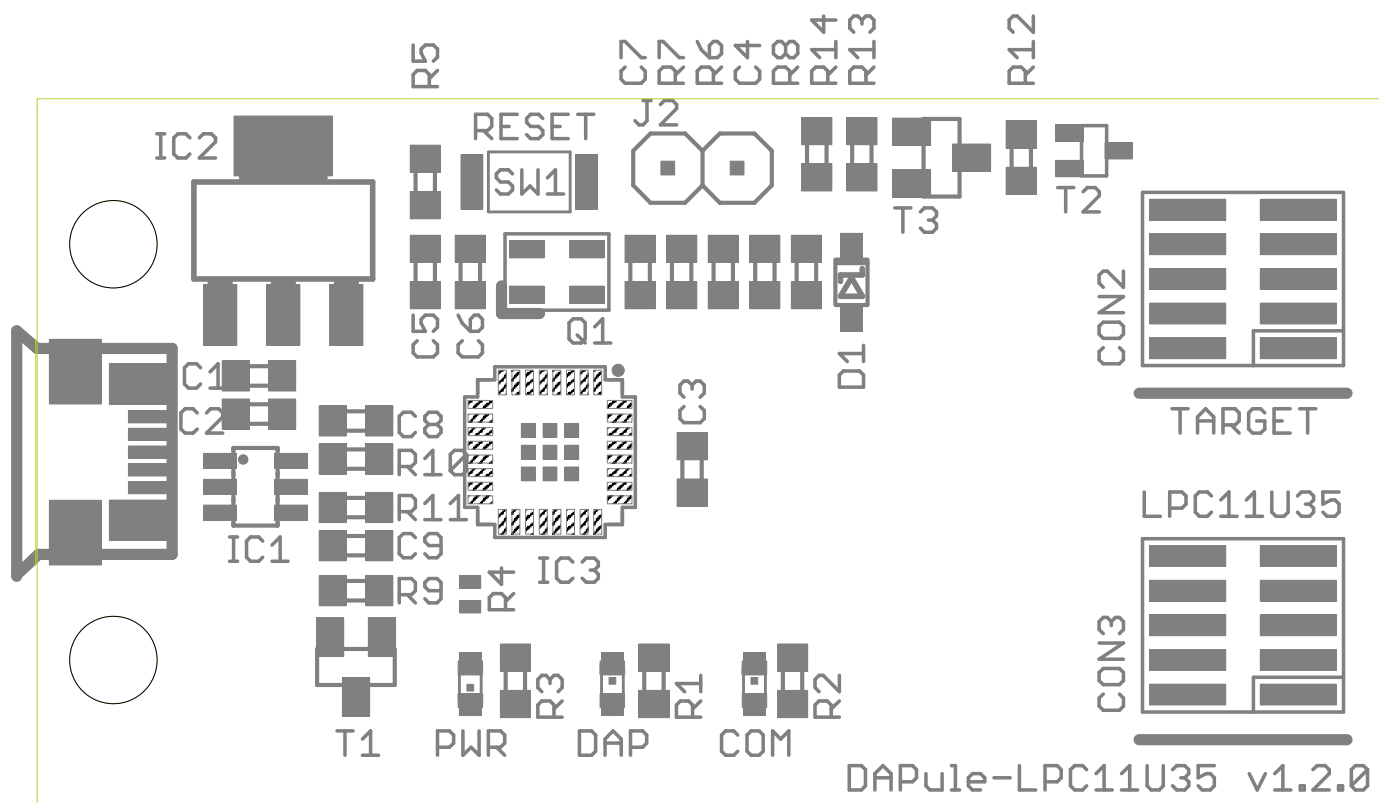 R5
C7
R7
R6
C4
R8
R14
R13
R12
J2
RESET
IC2
SW1
T3
T2
C5
C6
Q1
D1
CON2
C1
C2
C8
R10
R11
C9
R9
IC1
C3
TARGET
LPC11U35
IC3
R4
CON3
R3
R1
R2
T1
PWR
DAP
COM
DAPule-LPC11U35 v1.2.0